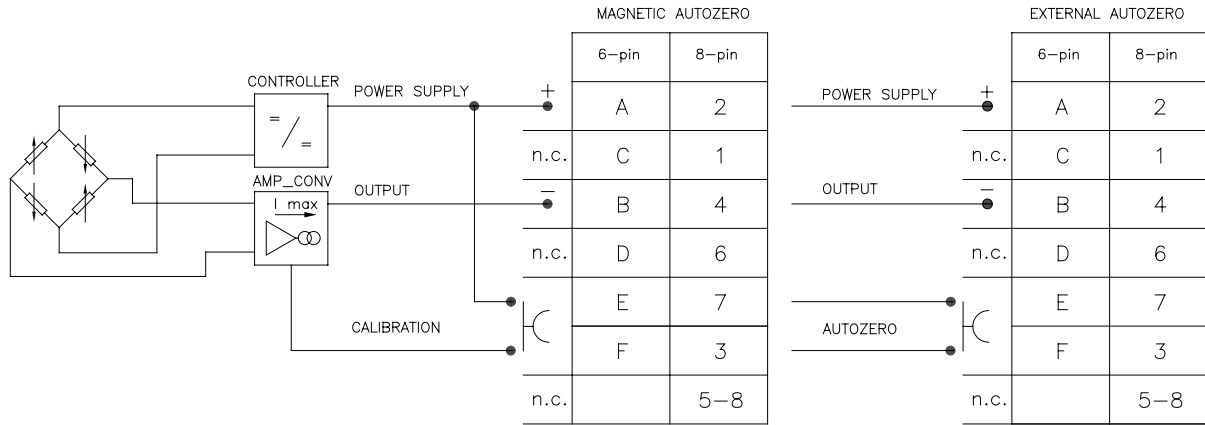 MAGNETIC AUTOZERO
6-pin 8-pin
CONTROLLER
= / =
POWER SUPPLY + A 2
n.c. C 1
AMP_CONV
I max
OUTPUT − B 4
n.c. D 6
E 7
CALIBRATION F 3
n.c. 5-8
EXTERNAL AUTOZERO
6-pin 8-pin
POWER SUPPLY + A 2
n.c. C 1
OUTPUT − B 4
n.c. D 6
E 7
AUTOZERO F 3
n.c. 5-8